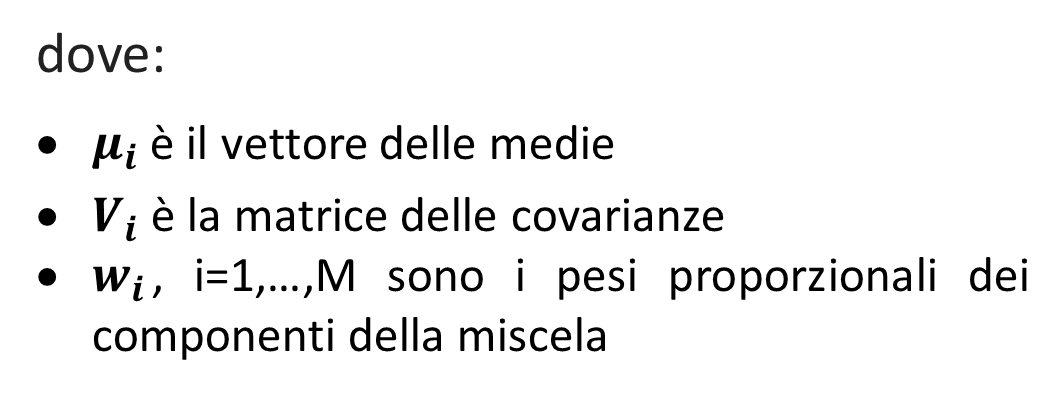 dove:
• μᵢ è il vettore delle medie
• Vᵢ è la matrice delle covarianze
• wᵢ, i=1,...,M sono i pesi proporzionali dei
componenti della miscela